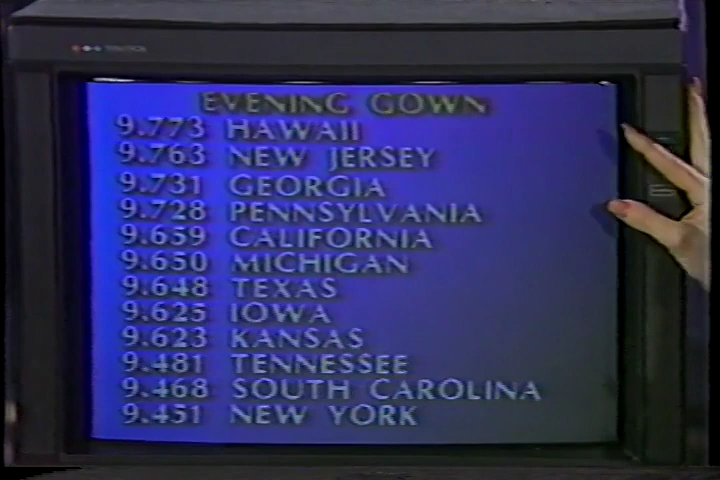 EVENING GOWN
9.773 HAWAII
9.763 NEW JERSEY
9.731 GEORGIA
9.728 PENNSYLVANIA
9.659 CALIFORNIA
9.650 MICHIGAN
9.648 TEXAS
9.625 IOWA
9.623 KANSAS
9.481 TENNESSEE
9.468 SOUTH CAROLINA
9.451 NEW YORK